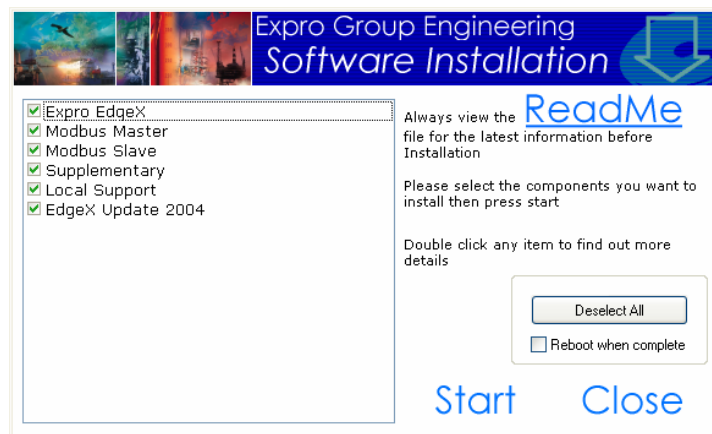 Expro Group Engineering
Software Installation
Expro EdgeX
Modbus Master
Modbus Slave
Supplementary
Local Support
EdgeX Update 2004
Always view the ReadMe
file for the latest information before
Installation
Please select the components you want to
install then press start
Double click any item to find out more
details
Deselect All
Reboot when complete
Start Close